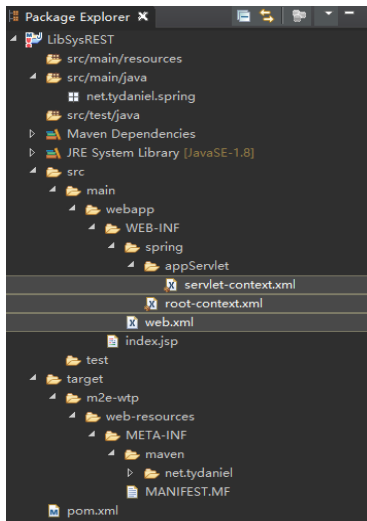 Package Explorer
LibSysREST
src/main/resources
src/main/java
net.tydaniel.spring
src/test/java
Maven Dependencies
JRE System Library [JavaSE-1.8]
src
main
webapp
WEB-INF
spring
appServlet
servlet-context.xml
root-context.xml
web.xml
index.jsp
test
target
m2e-wtp
web-resources
META-INF
maven
net.tydaniel
MANIFEST.MF
pom.xml